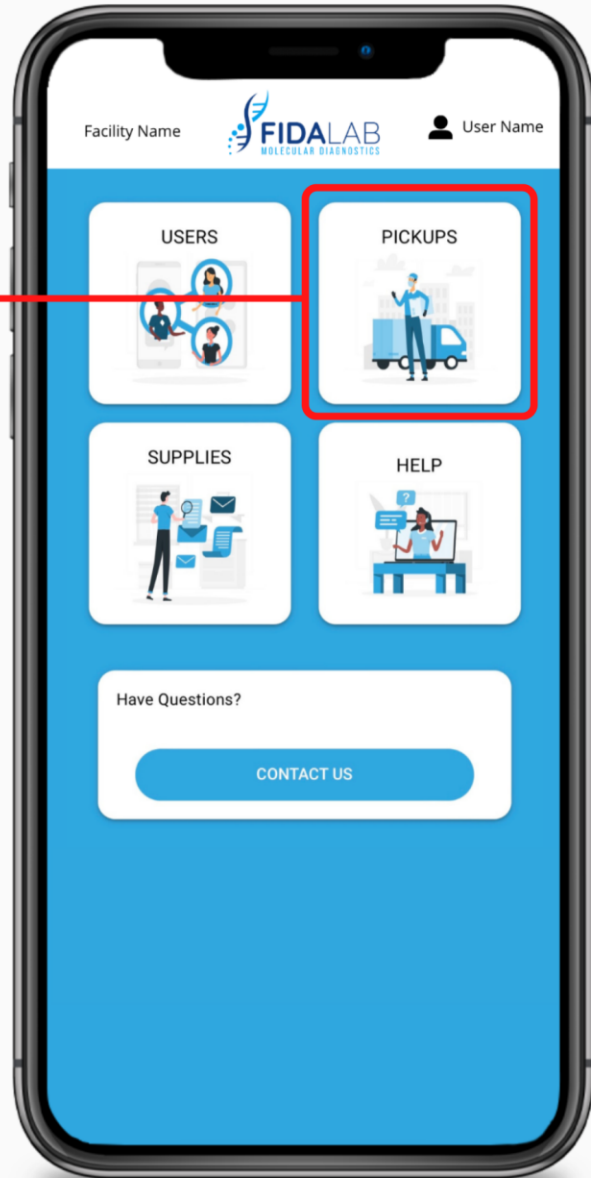 Facility Name
FIDALAB
MOLECULAR DIAGNOSTICS
User Name
USERS
PICKUPS
SUPPLIES
HELP
?
Have Questions?
CONTACT US